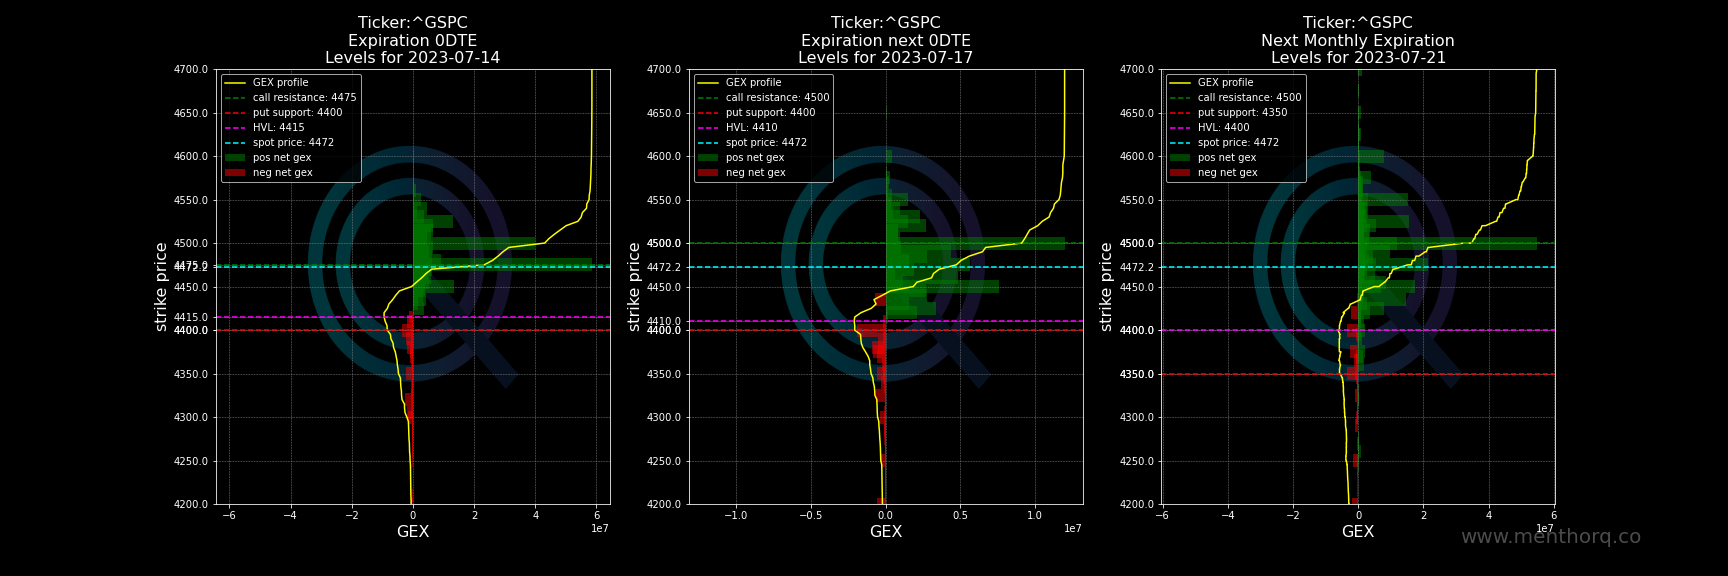 Ticker:^GSPC
Expiration 0DTE
Levels for 2023-07-14
GEX profile
call resistance: 4475
put support: 4400
HVL: 4415
spot price: 4472
pos net gex
neg net gex
4700.0
4650.0
4600.0
4550.0
4500.0
4475.0
4472.2
4450.0
4415.0
4400.0
4350.0
4300.0
4250.0
4200.0
strike price
−6
−4
−2
0
2
4
6
1e7
GEX
Ticker:^GSPC
Expiration next 0DTE
Levels for 2023-07-17
GEX profile
call resistance: 4500
put support: 4400
HVL: 4410
spot price: 4472
pos net gex
neg net gex
4700.0
4650.0
4600.0
4550.0
4500.0
4472.2
4450.0
4410.0
4400.0
4350.0
4300.0
4250.0
4200.0
strike price
−1.0
−0.5
0.0
0.5
1.0
1e7
GEX
Ticker:^GSPC
Next Monthly Expiration
Levels for 2023-07-21
GEX profile
call resistance: 4500
put support: 4350
HVL: 4400
spot price: 4472
pos net gex
neg net gex
4700.0
4650.0
4600.0
4550.0
4500.0
4472.2
4450.0
4400.0
4350.0
4300.0
4250.0
4200.0
strike price
−6
−4
−2
0
2
4
6
1e7
GEX
www.menthorq.co